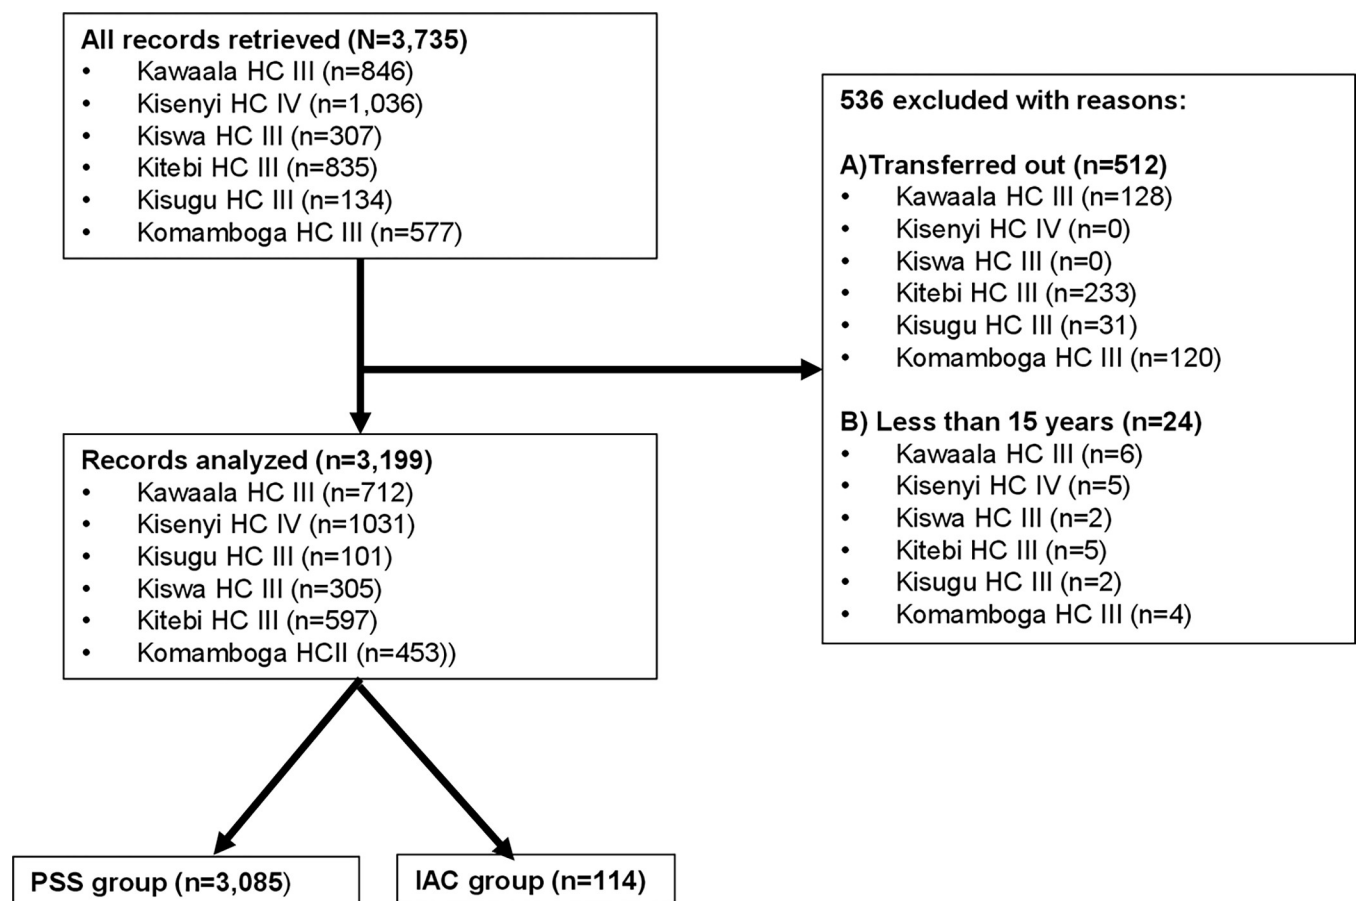 All records retrieved (N=3,735)
• Kawaala HC III (n=846)
• Kisenyi HC IV (n=1,036)
• Kiswa HC III (n=307)
• Kitebi HC III (n=835)
• Kisugu HC III (n=134)
• Komamboga HC III (n=577)
536 excluded with reasons:
A)Transferred out (n=512)
• Kawaala HC III (n=128)
• Kisenyi HC IV (n=0)
• Kiswa HC III (n=0)
• Kitebi HC III (n=233)
• Kisugu HC III (n=31)
• Komamboga HC III (n=120)
B) Less than 15 years (n=24)
• Kawaala HC III (n=6)
• Kisenyi HC IV (n=5)
• Kiswa HC III (n=2)
• Kitebi HC III (n=5)
• Kisugu HC III (n=2)
• Komamboga HC III (n=4)
Records analyzed (n=3,199)
• Kawaala HC III (n=712)
• Kisenyi HC IV (n=1031)
• Kisugu HC III (n=101)
• Kiswa HC III (n=305)
• Kitebi HC III (n=597)
• Komamboga HCII (n=453))
PSS group (n=3,085)
IAC group (n=114)